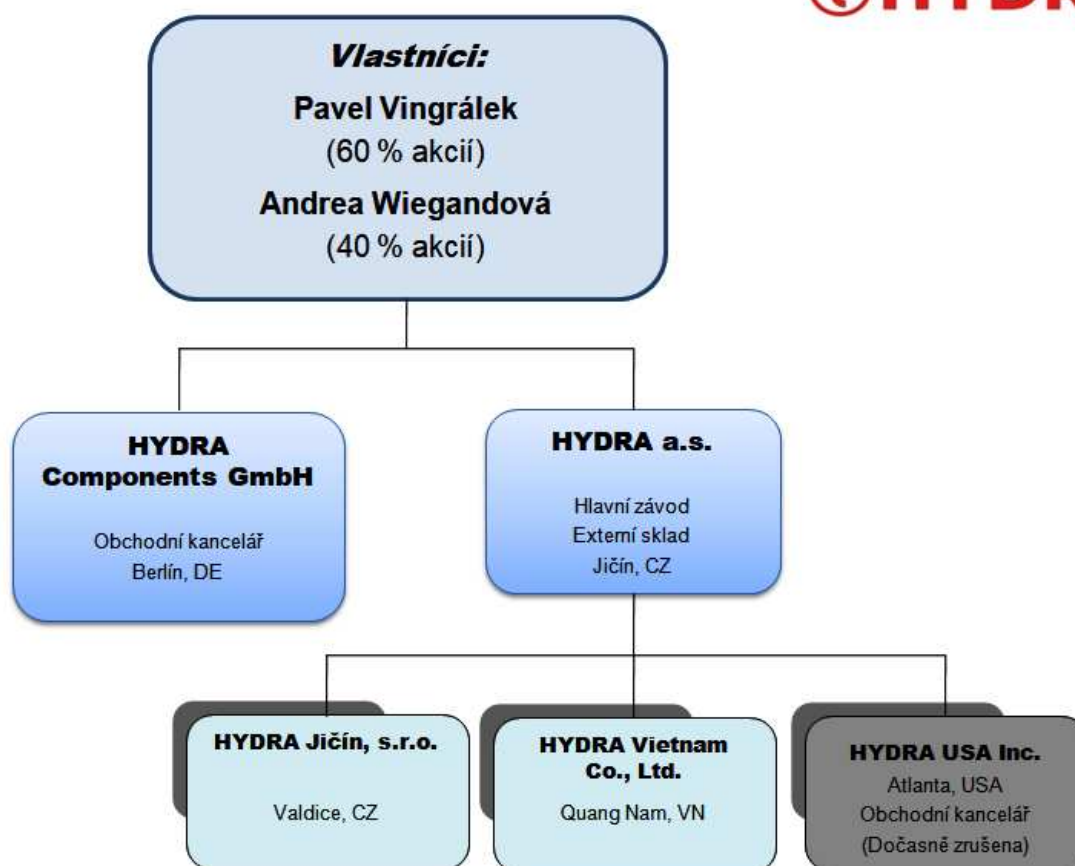 Vlastníci:
Pavel Vingrálek
(60 % akcií)
Andrea Wiegandová
(40 % akcií)
HYDRA
Components GmbH
Obchodní kancelář
Berlín, DE
HYDRA a.s.
Hlavní závod
Externí sklad
Jičín, CZ
HYDRA Jičín, s.r.o.
Valdice, CZ
HYDRA Vietnam
Co., Ltd.
Quang Nam, VN
HYDRA USA Inc.
Atlanta, USA
Obchodní kancelář
(Dočasně zrušena)